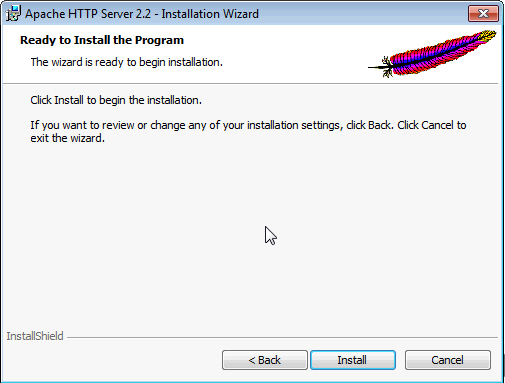 Apache HTTP Server 2.2 - Installation Wizard
Ready to Install the Program
The wizard is ready to begin installation.
Click Install to begin the installation.
If you want to review or change any of your installation settings, click Back. Click Cancel to
exit the wizard.
InstallShield
< Back
Install
Cancel